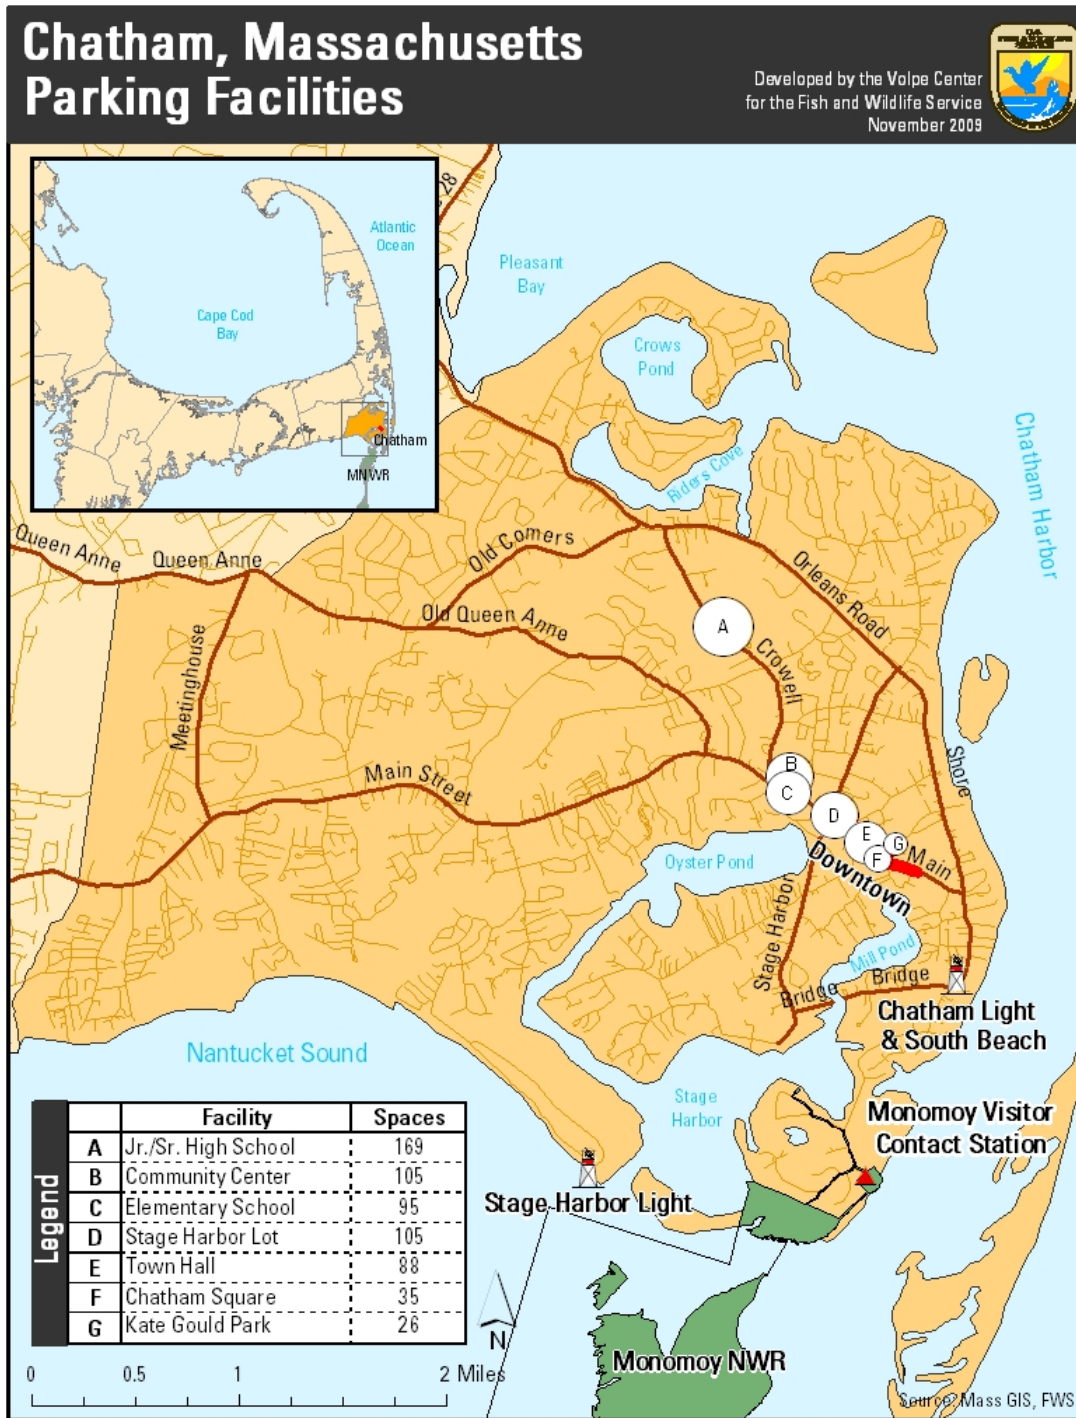 Chatham, Massachusetts
Parking Facilities
Developed by the Volpe Center
for the Fish and Wildlife Service
November 2009
28
Atlantic
Ocean
Cape Cod
Bay
Chatham
MNWR
Pleasant
Bay
Crows
Pond
Riders Cove
Chatham Harbor
Queen Anne
Queen Anne
Old Comers
Old Queen Anne
Orleans Road
Meetinghouse
A
Crowell
Main Street
B
C
D
E
F
G
Shore
Main
Downtown
Oyster Pond
Stage Harbor
Mill Pond
Bridge
Bridge
Chatham Light
& South Beach
Nantucket Sound
Stage
Harbor
Monomoy Visitor
Contact Station
Stage Harbor Light
Monomoy NWR
Legend
Facility Spaces
A Jr./Sr. High School 169
B Community Center 105
C Elementary School 95
D Stage Harbor Lot 105
E Town Hall 88
F Chatham Square 35
G Kate Gould Park 26
N
0 0.5 1 2 Miles
Source: Mass GIS, FWS